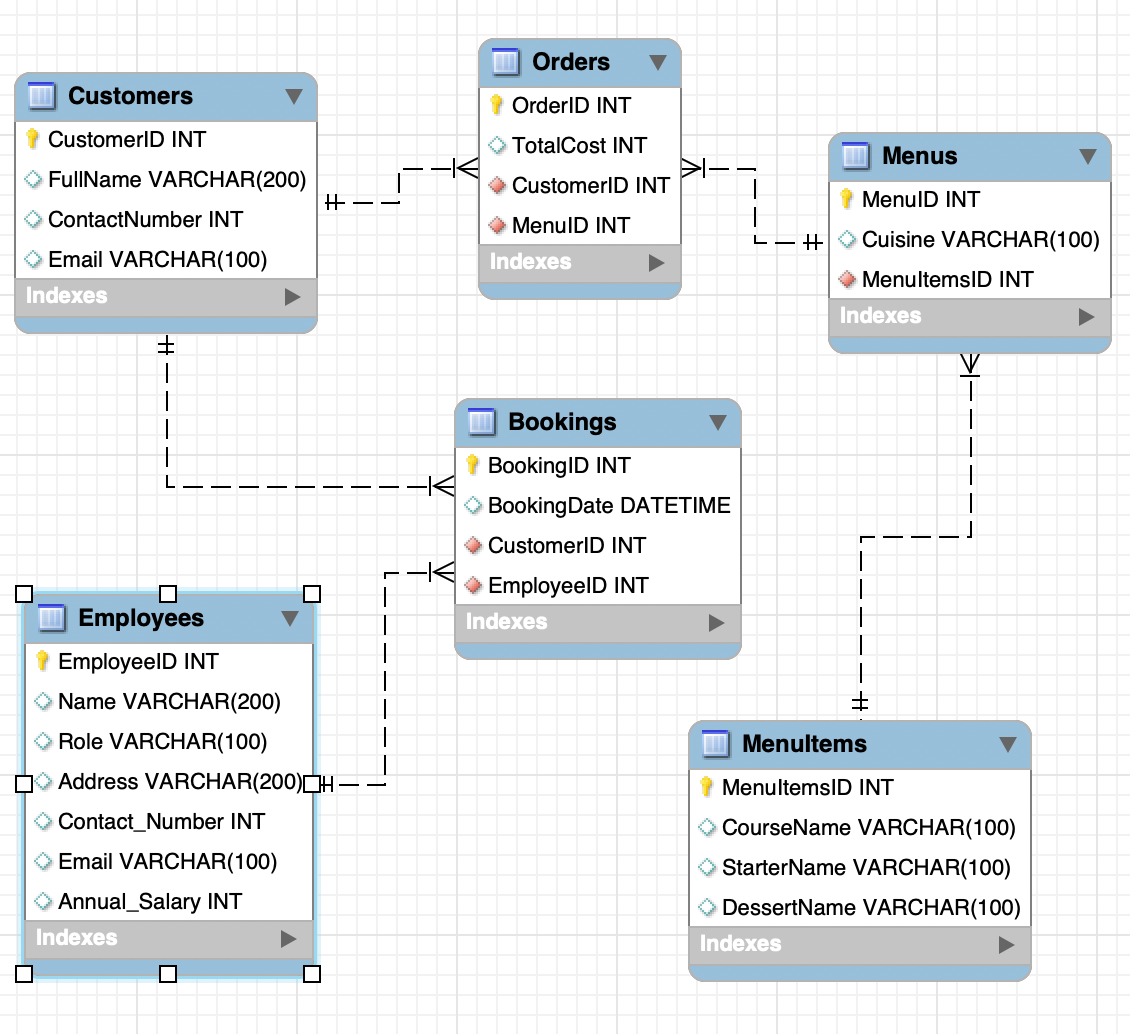 Customers
CustomerID INT
FullName VARCHAR(200)
ContactNumber INT
Email VARCHAR(100)
Indexes
Orders
OrderID INT
TotalCost INT
CustomerID INT
MenuID INT
Indexes
Menus
MenuID INT
Cuisine VARCHAR(100)
MenuItemsID INT
Indexes
Bookings
BookingID INT
BookingDate DATETIME
CustomerID INT
EmployeeID INT
Indexes
Employees
EmployeeID INT
Name VARCHAR(200)
Role VARCHAR(100)
Address VARCHAR(200)
Contact_Number INT
Email VARCHAR(100)
Annual_Salary INT
Indexes
MenuItems
MenuItemsID INT
CourseName VARCHAR(100)
StarterName VARCHAR(100)
DessertName VARCHAR(100)
Indexes